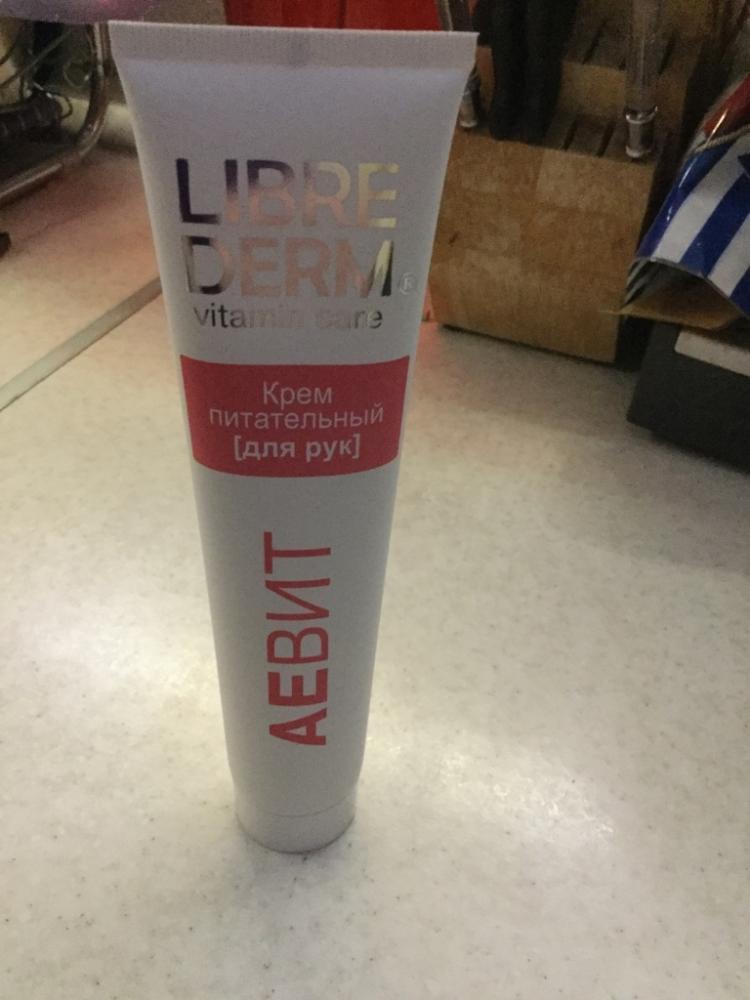 LIBRE
DERM®
vitamin care
Крем
питательный
[для рук]
АЕВИТ